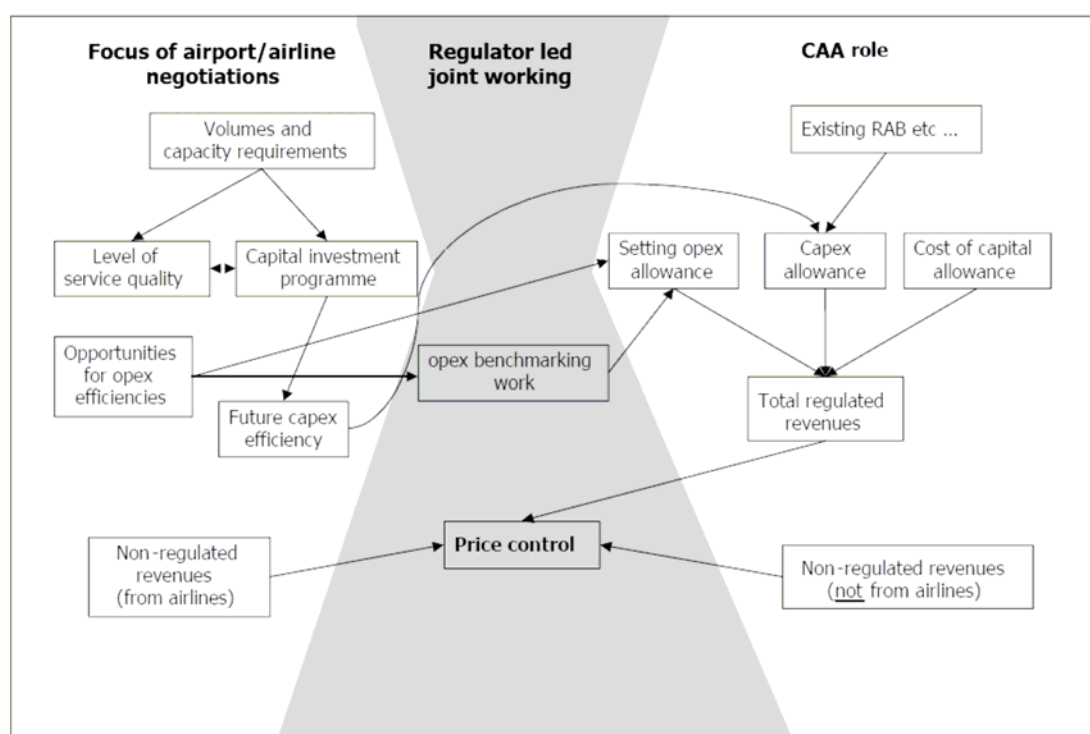 Focus of airport/airline
negotiations
Regulator led
joint working
CAA role
Volumes and
capacity requirements
Existing RAB etc ...
Level of
service quality
Capital investment
programme
Setting opex
allowance
Capex
allowance
Cost of capital
allowance
Opportunities
for opex
efficiencies
opex benchmarking
work
Future capex
efficiency
Total regulated
revenues
Non-regulated
revenues
(from airlines)
Price control
Non-regulated revenues
(not from airlines)